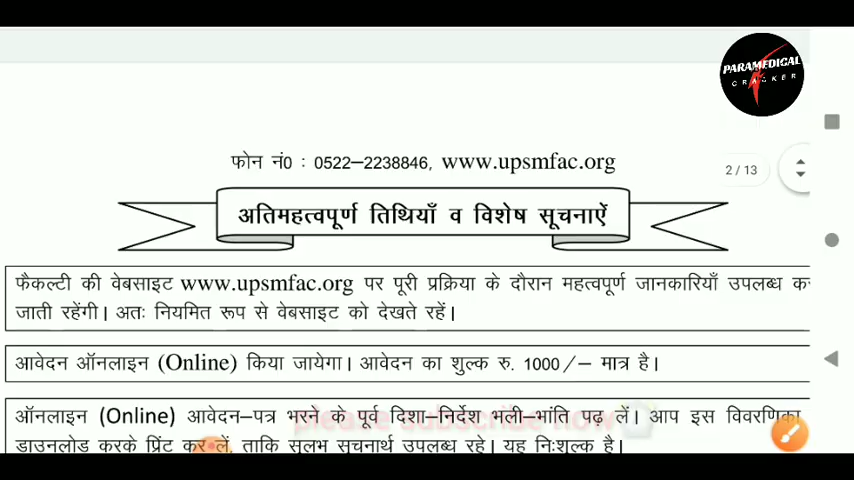 PARAMEDICAL
CRACKER
फोन नं0 : 0522–2238846, www.upsmfac.org
2 / 13
अतिमहत्वपूर्ण तिथियाँ व विशेष सूचनाऐं
फैकल्टी की वेबसाइट www.upsmfac.org पर पूरी प्रक्रिया के दौरान महत्वपूर्ण जानकारियाँ उपलब्ध
जाती रहेंगी। अतः नियमित रूप से वेबसाइट को देखते रहें।
आवेदन ऑनलाइन (Online) किया जायेगा। आवेदन का शुल्क रु. 1000/– मात्र है।
ऑनलाइन (Online) आवेदन–पत्र भरने के पूर्व दिशा–निर्देश भली–भांति पढ़ लें। आप इस विवरणिका
please subscribe now
डाउनलोड करके प्रिंट कर लें, ताकि सुलभ सूचनार्थ उपलब्ध रहे। यह निःशुल्क है।